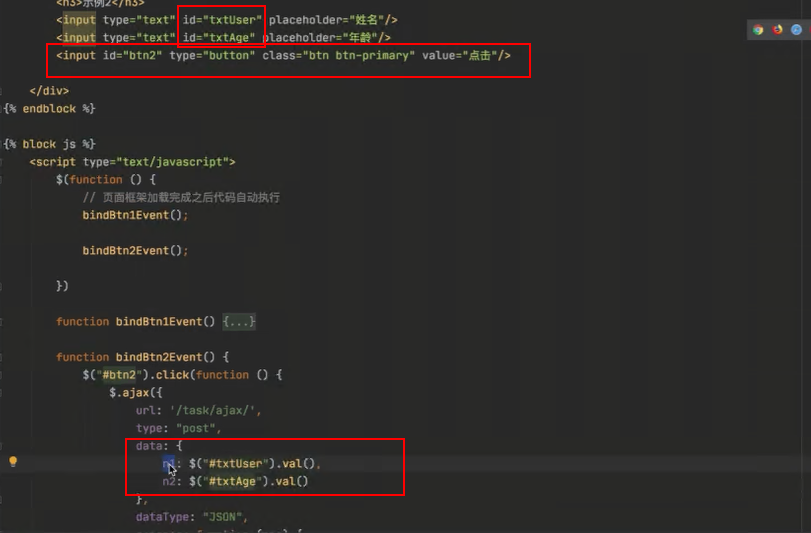 <h3>示例2</h3>
<input type="text" id="txtUser" placeholder="姓名"/>
<input type="text" id="txtAge" placeholder="年龄"/>
<input id="btn2" type="button" class="btn btn-primary" value="点击"/>
</div>
{% endblock %}
{% block js %}
<script type="text/javascript">
$(function () {
// 页面框架加载完成之后代码自动执行
bindBtn1Event();
bindBtn2Event();
})
function bindBtn1Event() {...}
function bindBtn2Event() {
$("#btn2").click(function () {
$.ajax({
url: '/task/ajax/',
type: "post",
data: {
n1: $("#txtUser").val(),
n2: $("#txtAge").val()
},
dataType: "JSON",